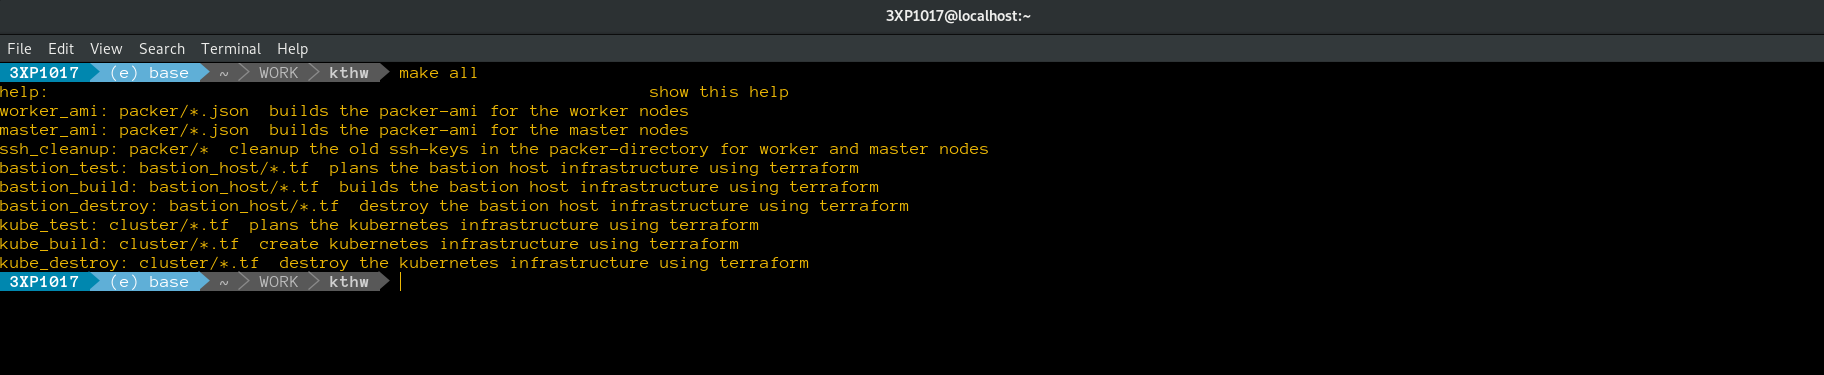 3XP1017@localhost:~
File Edit View Search Terminal Help
3XP1017 (e) base ~ WORK kthw make all
help: show this help
worker_ami: packer/*.json  builds the packer-ami for the worker nodes
master_ami: packer/*.json  builds the packer-ami for the master nodes
ssh_cleanup: packer/*  cleanup the old ssh-keys in the packer-directory for worker and master nodes
bastion_test: bastion_host/*.tf  plans the bastion host infrastructure using terraform
bastion_build: bastion_host/*.tf  builds the bastion host infrastructure using terraform
bastion_destroy: bastion_host/*.tf  destroy the bastion host infrastructure using terraform
kube_test: cluster/*.tf  plans the kubernetes infrastructure using terraform
kube_build: cluster/*.tf  create kubernetes infrastructure using terraform
kube_destroy: cluster/*.tf  destroy the kubernetes infrastructure using terraform
3XP1017 (e) base ~ WORK kthw